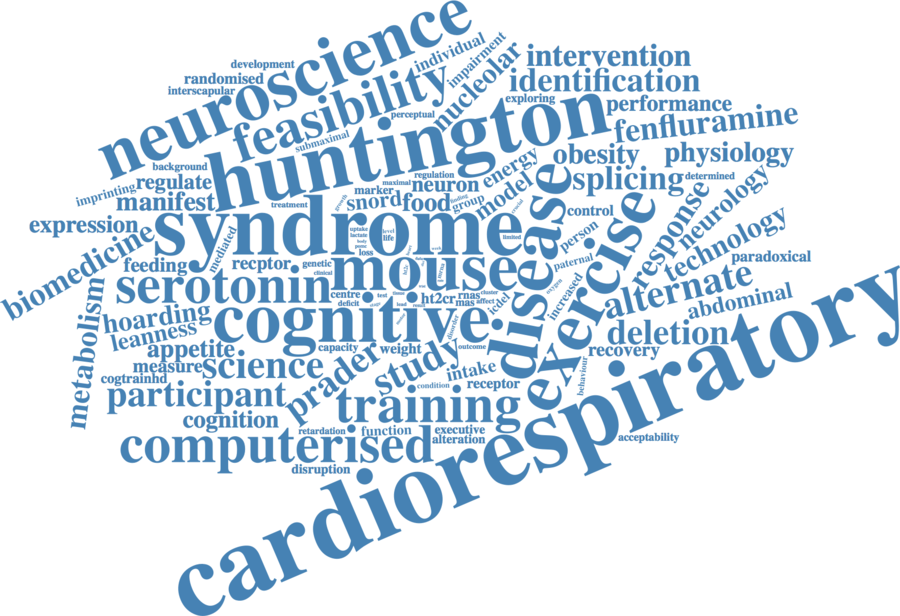 neuroscience
individual
impairment
nucleolar
intervention
development
randomised
interscapular
feasibility
perceptual
submaximal
identification
exploring
performance
fenfluramine
huntington
background
imprinting
regulate
manifest
treatment
growth
marker
maximal
regulation
neuron
energy
finding
group
model
crucial
obesity
physiology
splicing
determined
snord
food
expression
syndrome
uptake
lactate
level
life
body
loss
limited
control
person
response
neurology
technology
paradoxical
biomedicine
mediated
feeding
recptor
genetic
clinical
mouse
disease
paternal
oxygen
increased
exercise
alternate
abdominal
metabolism
serotonin
centre
deficit
test
lead
ht2cr
rnas
mas
cluster
affect
icdel
hoarding
leanness
cognitive
disorder
deletion
appetite
capacity
weight
study
outcome
recovery
behaviour
measure
science
prader
condition
intake
receptor
cogtrainhd
participant
training
cognition
retardation
function
executive
alteration
computerised
disruption
acceptability
cardiorespiratory